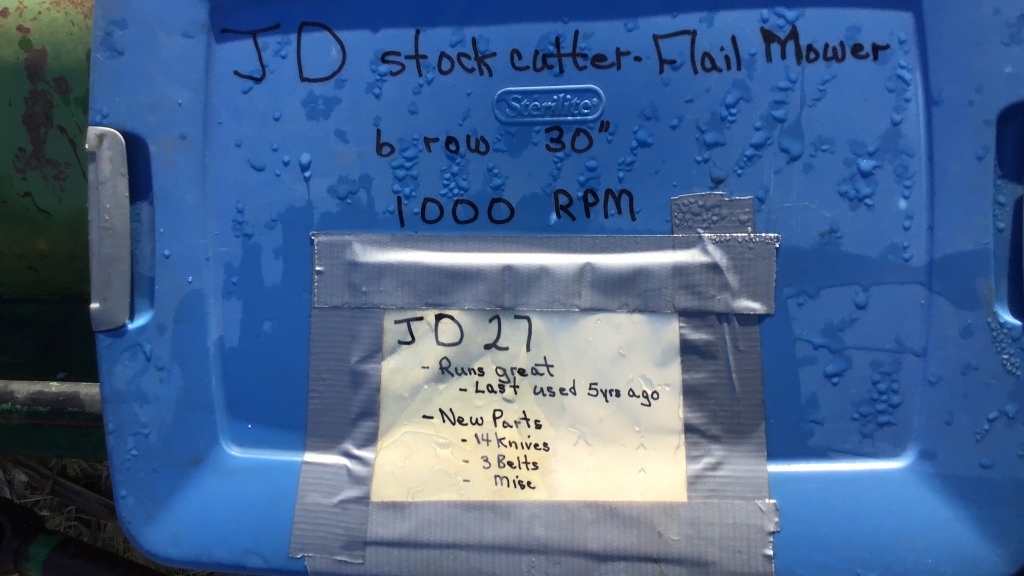 JD stock cutter. Flail Mower
Sterilite
6 row 30"
1000 RPM
JD 27
- Runs great
- Last used 5yrs ago
- New Parts
- 14 Knives
- 3 Belts
- Misc